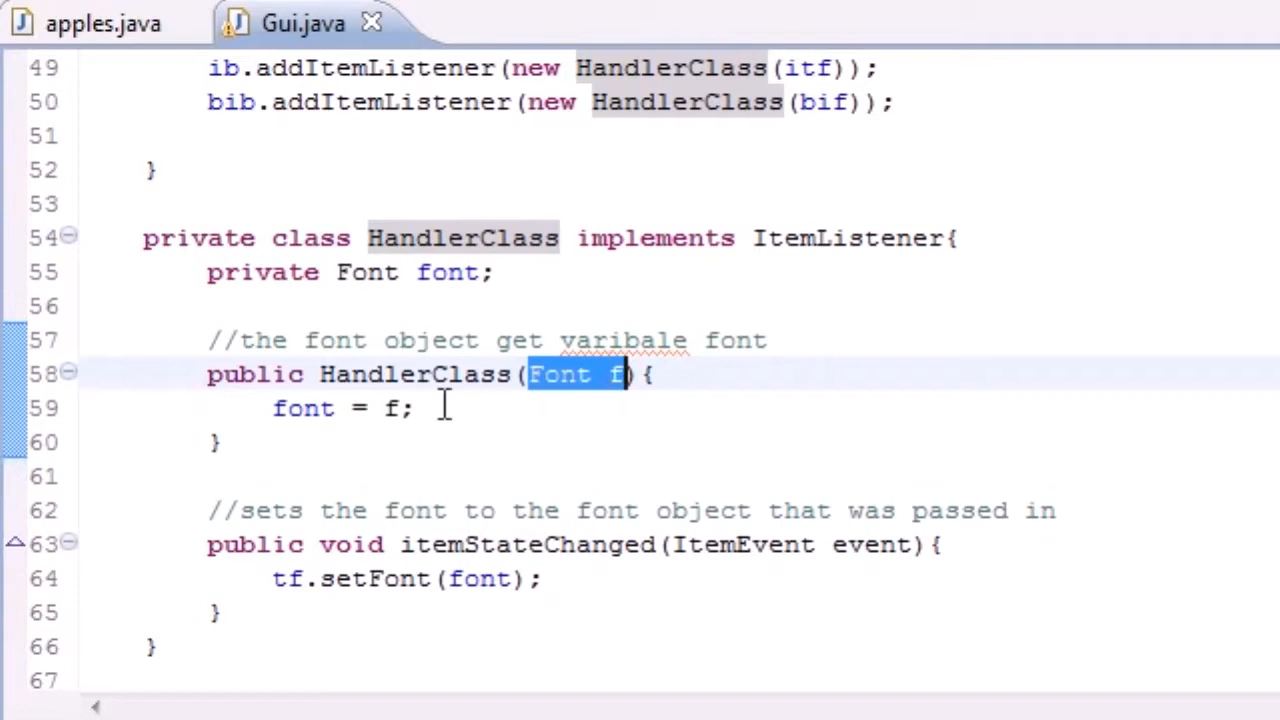 apples.java Gui.java
49 ib.addItemListener(new HandlerClass(itf));
50 bib.addItemListener(new HandlerClass(bif));
51
52 }
53
54 private class HandlerClass implements ItemListener{
55 private Font font;
56
57 //the font object get varibale font
58 public HandlerClass(Font f){
59 font = f;
60 }
61
62 //sets the font to the font object that was passed in
63 public void itemStateChanged(ItemEvent event){
64 tf.setFont(font);
65 }
66 }
67